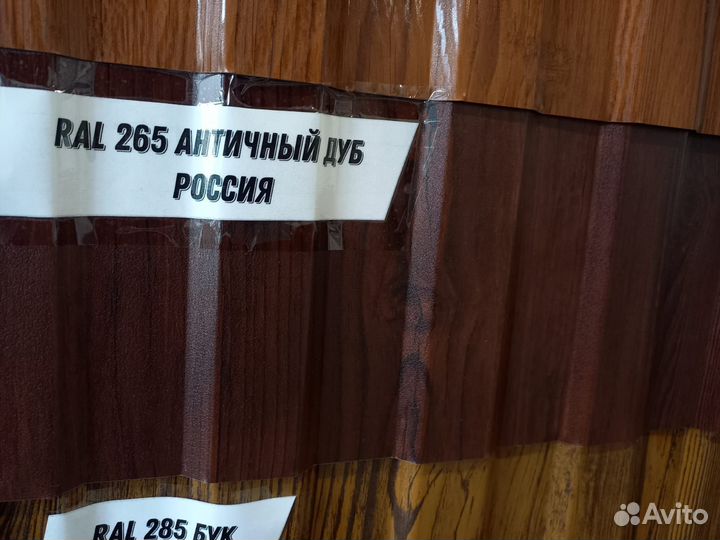 RAL 265 АНТИЧНЫЙ ДУБ
РОССИЯ
RAL 285 БУК
Avito